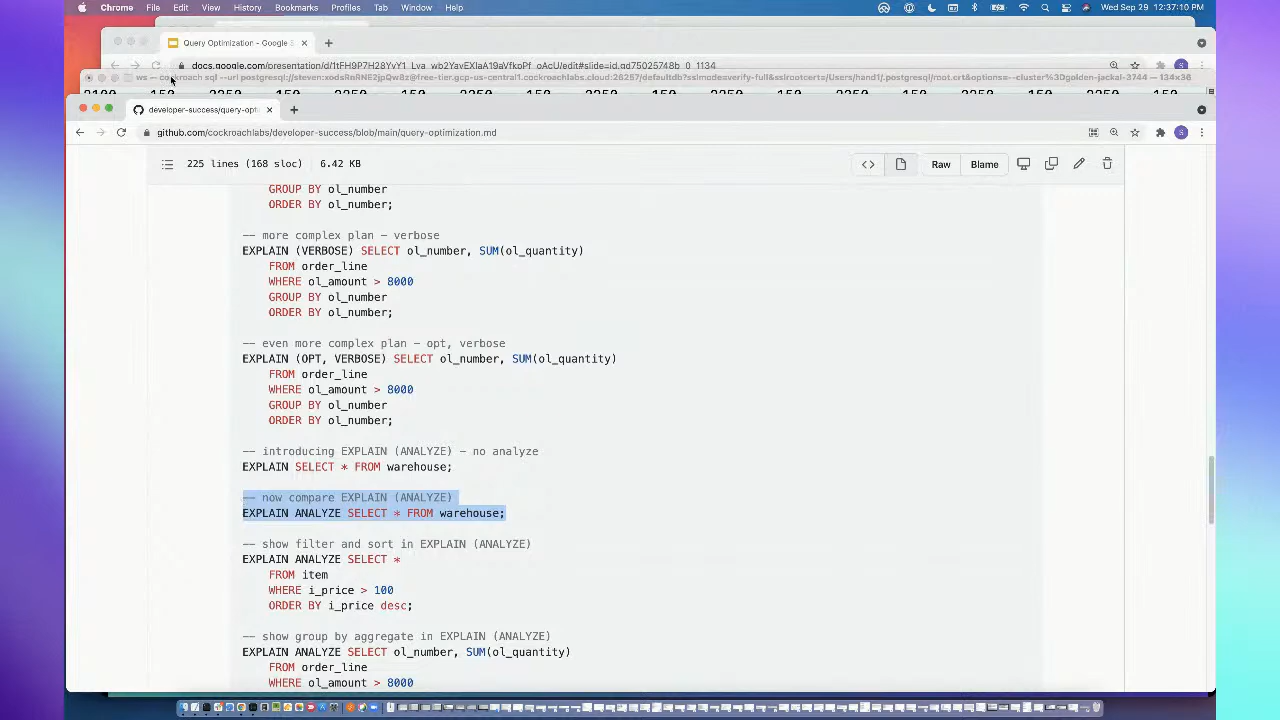 Chrome File Edit View History Bookmarks Profiles Tab Window Help Wed Sep 29 12:37:10 PM
Query Optimization - Google S
developer-success/query-opti
github.com/cockroachlabs/developer-success/blob/main/query-optimization.md
225 lines (168 sloc) 6.42 KB Raw Blame
GROUP BY ol_number
ORDER BY ol_number;
-- more complex plan - verbose
EXPLAIN (VERBOSE) SELECT ol_number, SUM(ol_quantity)
FROM order_line
WHERE ol_amount > 8000
GROUP BY ol_number
ORDER BY ol_number;
-- even more complex plan - opt, verbose
EXPLAIN (OPT, VERBOSE) SELECT ol_number, SUM(ol_quantity)
FROM order_line
WHERE ol_amount > 8000
GROUP BY ol_number
ORDER BY ol_number;
-- introducing EXPLAIN (ANALYZE) - no analyze
EXPLAIN SELECT * FROM warehouse;
-- now compare EXPLAIN (ANALYZE)
EXPLAIN ANALYZE SELECT * FROM warehouse;
-- show filter and sort in EXPLAIN (ANALYZE)
EXPLAIN ANALYZE SELECT *
FROM item
WHERE i_price > 100
ORDER BY i_price desc;
-- show group by aggregate in EXPLAIN (ANALYZE)
EXPLAIN ANALYZE SELECT ol_number, SUM(ol_quantity)
FROM order_line
WHERE ol_amount > 8000